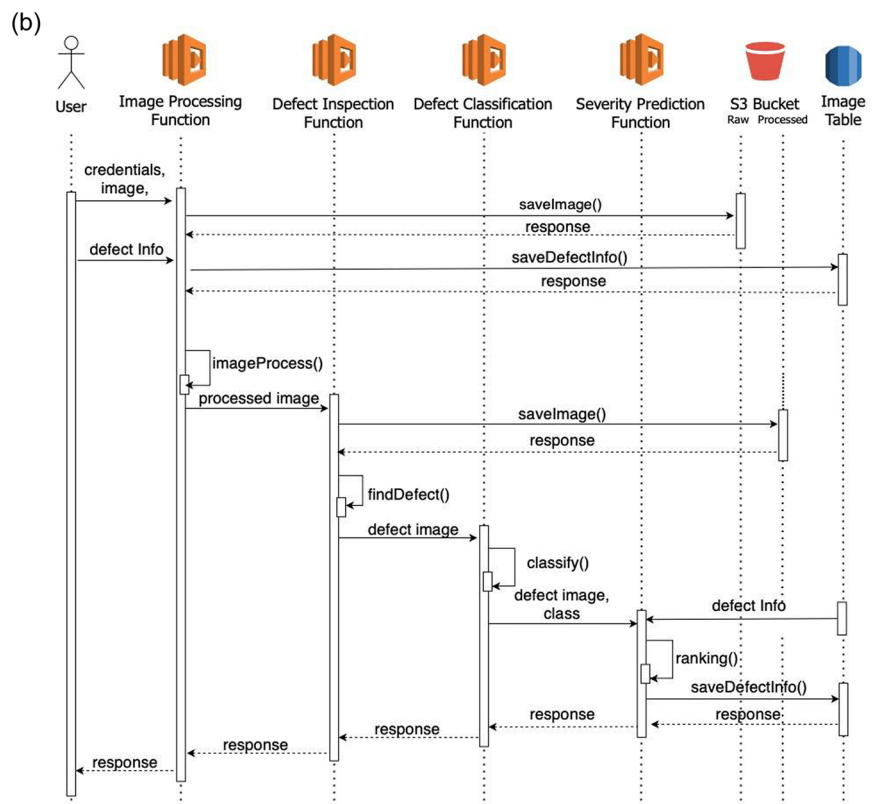 (b)
User
Image Processing
Function
Defect Inspection
Function
Defect Classification
Function
Severity Prediction
Function
S3 Bucket
Raw Processed
Image
Table
credentials,
image,
saveImage()
response
defect Info
saveDefectInfo()
response
imageProcess()
processed image
saveImage()
response
findDefect()
defect image
classify()
defect image,
class
defect Info
ranking()
saveDefectInfo()
response
response
response
response
response